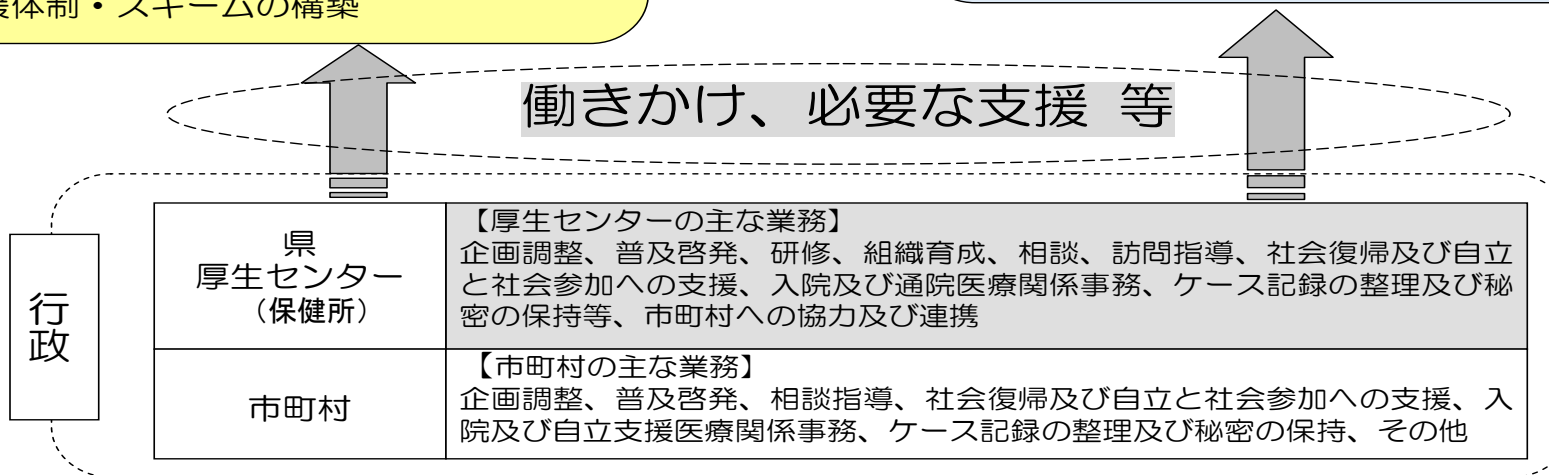 援体制・スキームの構築
働きかけ、必要な支援 等
行政
県
厚生センター
（保健所）
【厚生センターの主な業務】
企画調整、普及啓発、研修、組織育成、相談、訪問指導、社会復帰及び自立
と社会参加への支援、入院及び通院医療関係事務、ケース記録の整理及び秘
密の保持等、市町村への協力及び連携
市町村
【市町村の主な業務】
企画調整、普及啓発、相談指導、社会復帰及び自立と社会参加への支援、入
院及び自立支援医療関係事務、ケース記録の整理及び秘密の保持、その他